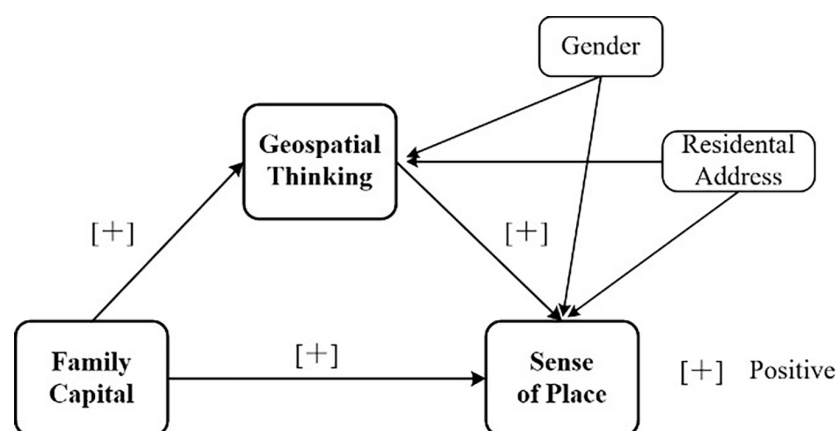 Gender
Geospatial
Thinking
Residental
Address
[+]
[+]
[+]
Family
Capital
Sense
of Place
[+] Positive